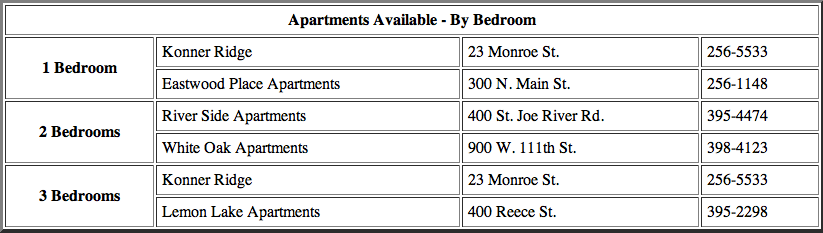 Apartments Available - By Bedroom
1 Bedroom
Konner Ridge 23 Monroe St. 256-5533
Eastwood Place Apartments 300 N. Main St. 256-1148
2 Bedrooms
River Side Apartments 400 St. Joe River Rd. 395-4474
White Oak Apartments 900 W. 111th St. 398-4123
3 Bedrooms
Konner Ridge 23 Monroe St. 256-5533
Lemon Lake Apartments 400 Reece St. 395-2298